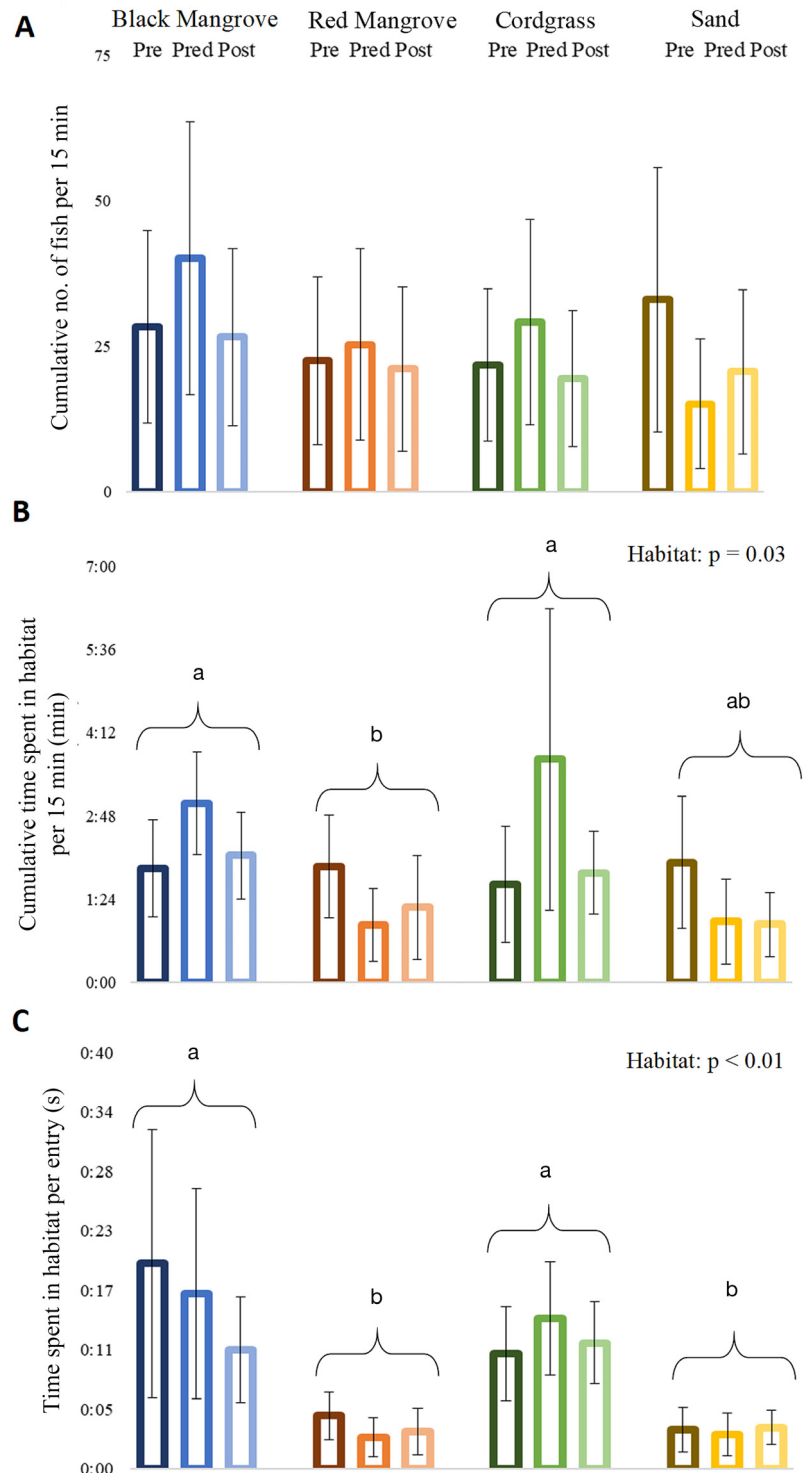 A
Black Mangrove Red Mangrove Cordgrass Sand
Pre Pred Post Pre Pred Post Pre Pred Post Pre Pred Post
75
50
25
0
Cumulative no. of fish per 15 min
B
Habitat: p = 0.03
a
7:00
5:36
a
ab
4:12
b
2:48
1:24
0:00
Cumulative time spent in habitat
per 15 min (min)
C
Habitat: p < 0.01
a
0:40
0:34
a
0:28
0:23
b
b
0:17
0:11
0:05
0:00
Time spent in habitat per entry (s)